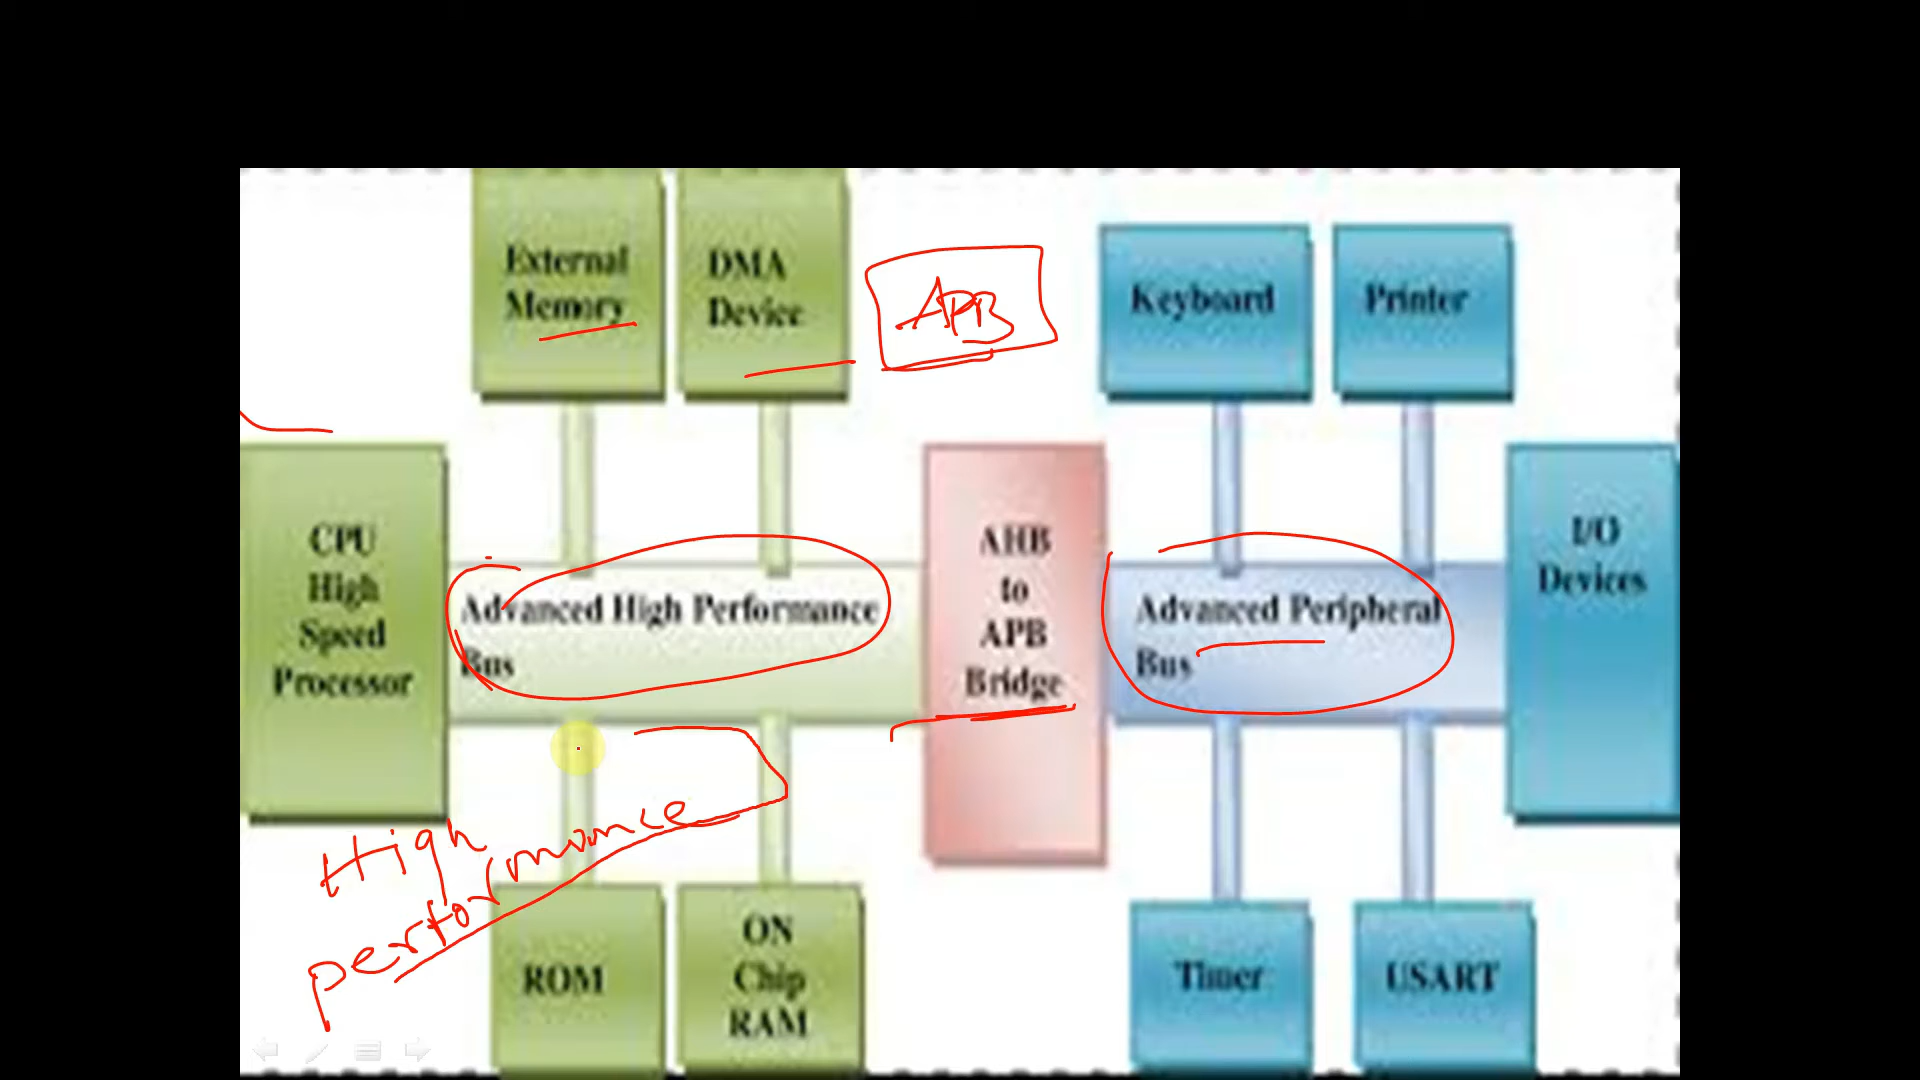 External
Memory
DMA
Device
APB
Keyboard
Printer
CPU
High
Speed
Processor
Advanced High Performance
Bus
AHB
to
APB
Bridge
Advanced Peripheral
Bus
I/O
Devices
High
performance
ROM
ON
Chip
RAM
Timer
USART